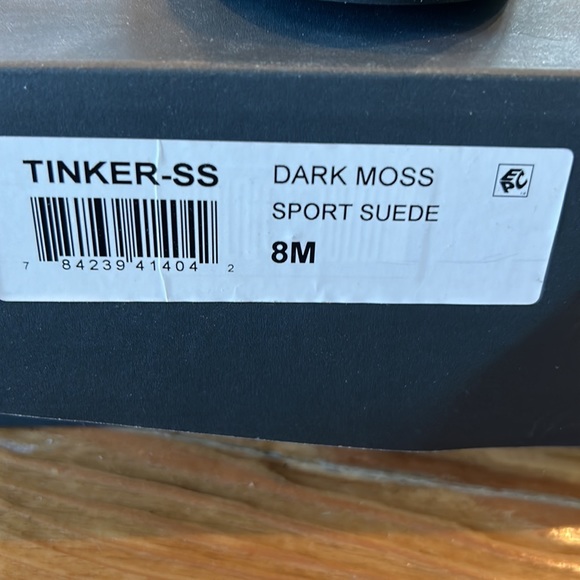 TINKER-SS
7 84239 41404 2
DARK MOSS
SPORT SUEDE
8M